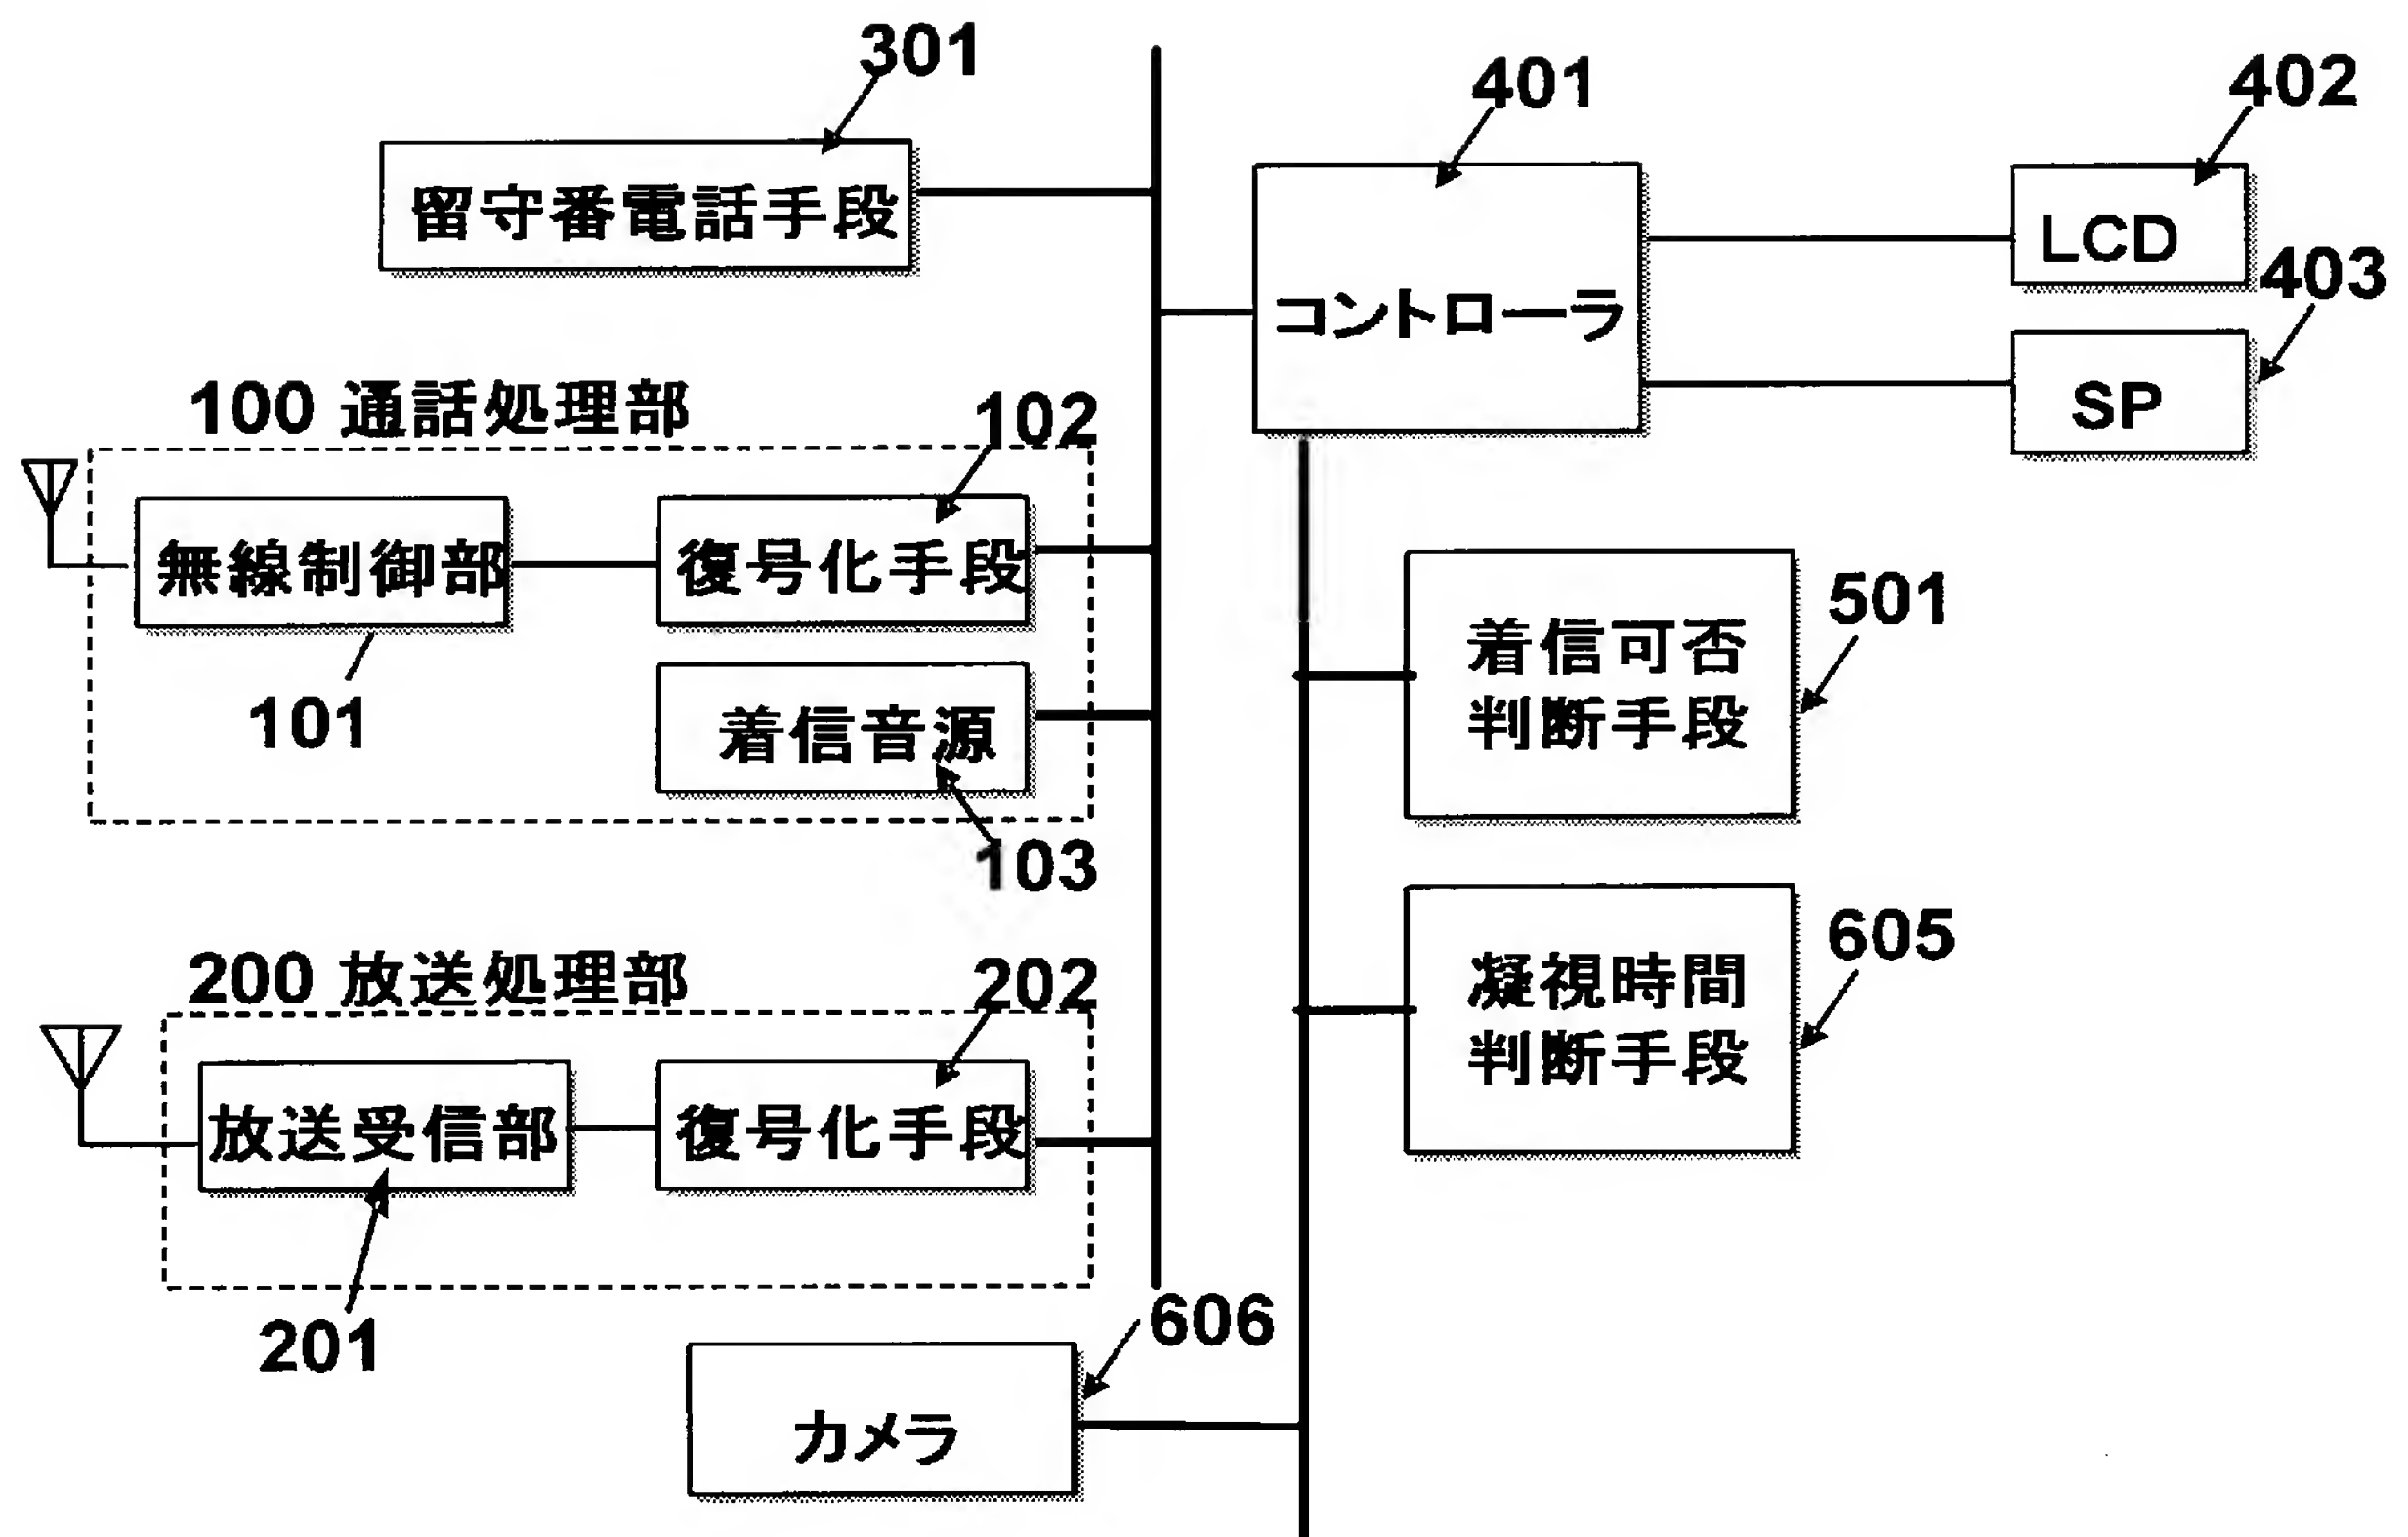 301
留守番電話手段
401
コントローラ
402
LCD
403
SP
100 通話処理部
102
無線制御部
復号化手段
101
着信音源
103
501
着信可否
判断手段
605
凝視時間
判断手段
200 放送処理部
202
放送受信部
復号化手段
201
606
カメラ